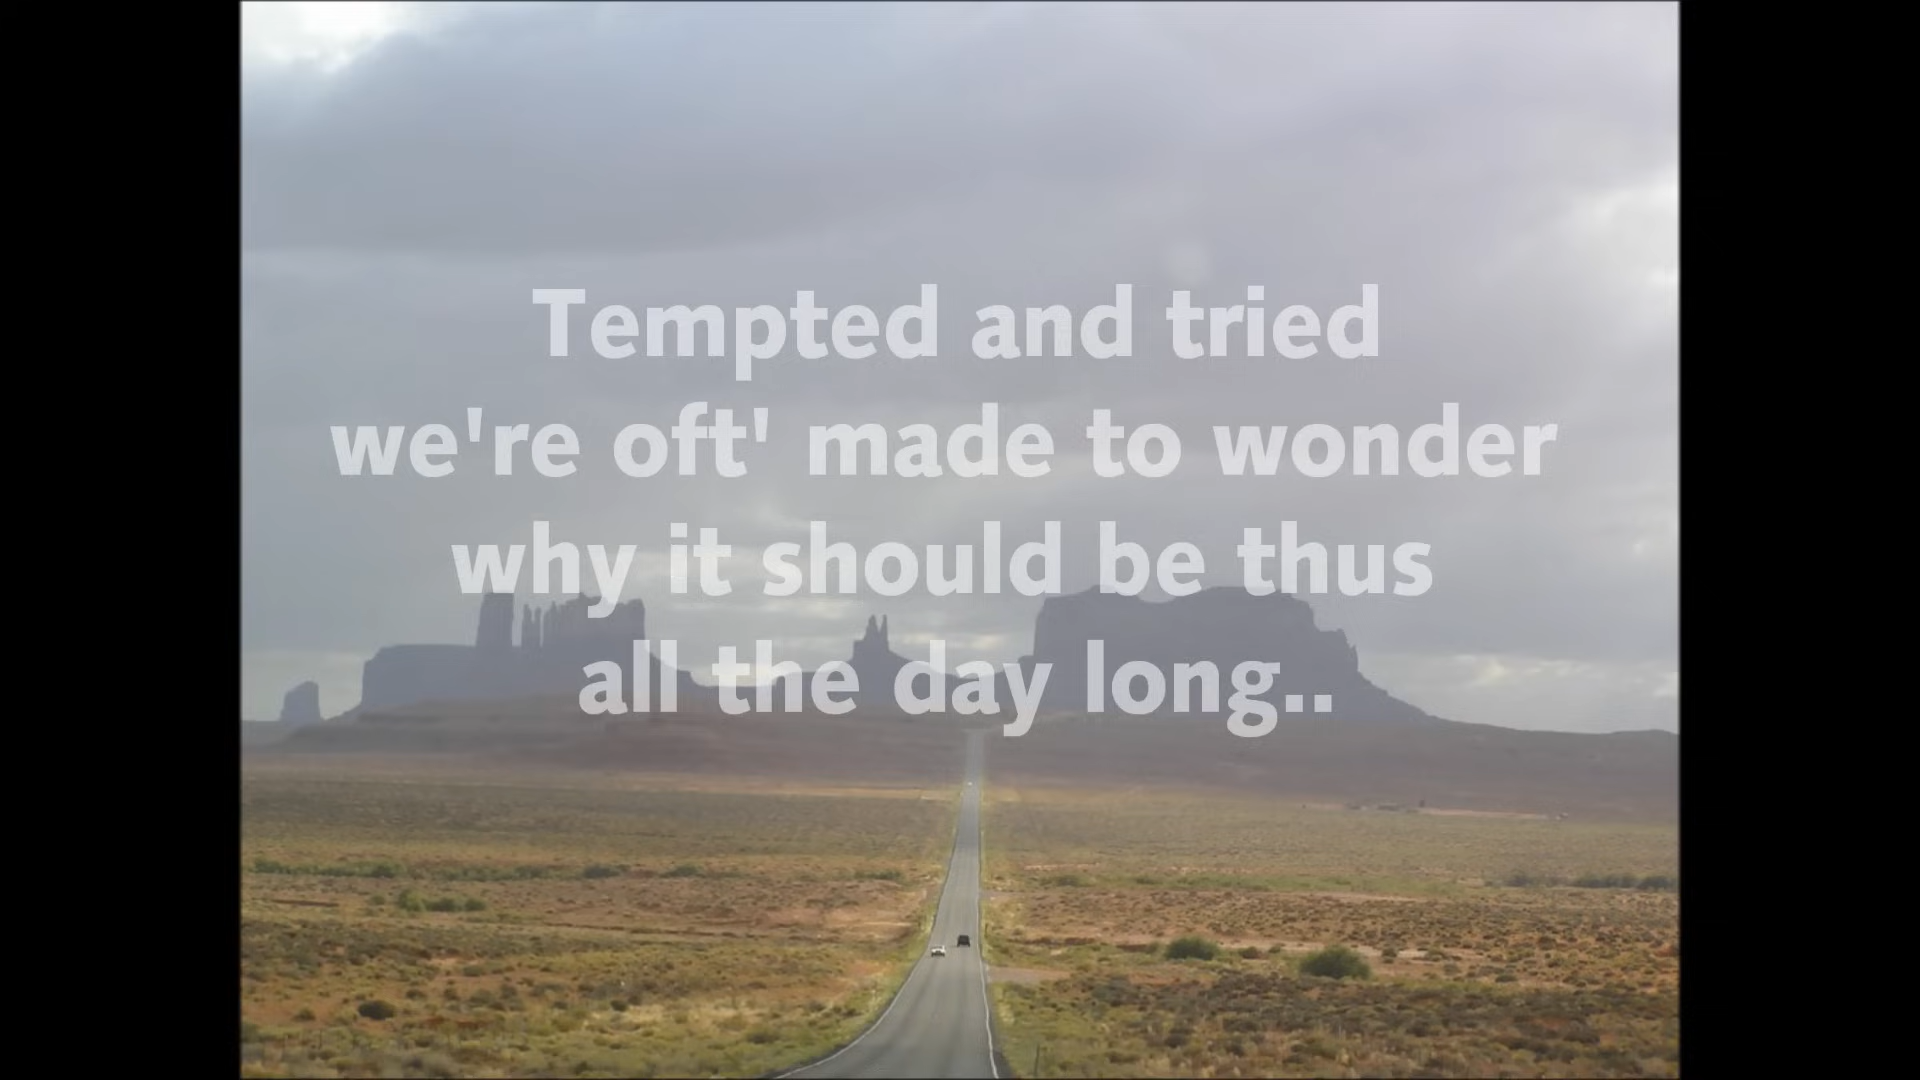 Tempted and tried
we're oft' made to wonder
why it should be thus
all the day long..